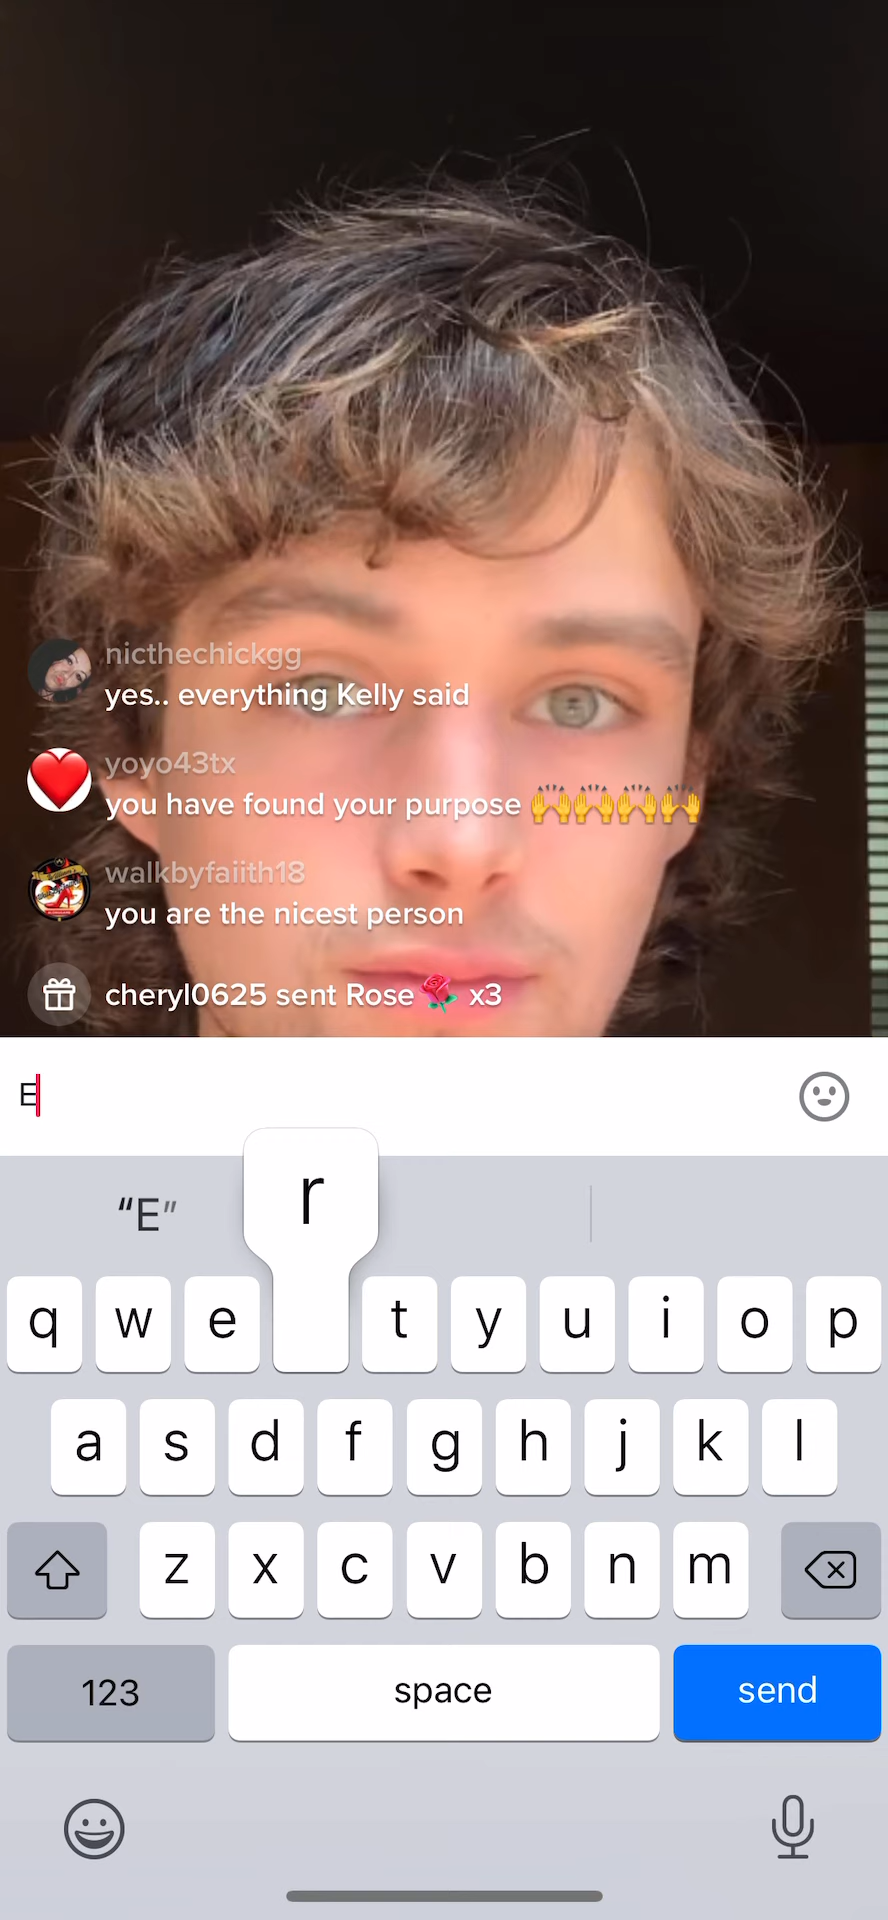 nicthechickgg
yes.. everything Kelly said
yoyo43tx
you have found your purpose 🙌🙌🙌🙌
walkbyfaiith18
you are the nicest person
cheryl0625 sent Rose 🌹 x3
E
“E”
r
q w e t y u i o p
a s d f g h j k l
z x c v b n m
123 space send